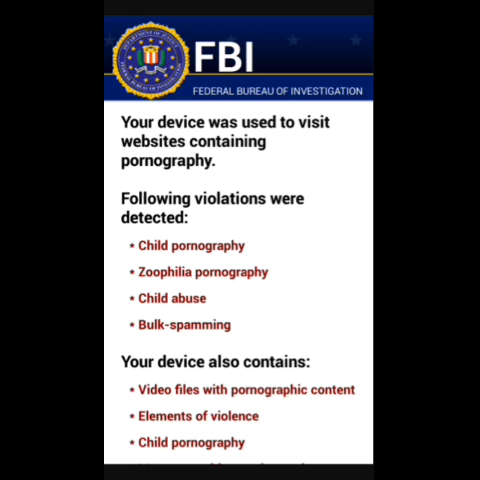 FBI
FEDERAL BUREAU OF INVESTIGATION
Your device was used to visit
websites containing
pornography.
Following violations were
detected:
* Child pornography
* Zoophilia pornography
* Child abuse
* Bulk-spamming
Your device also contains:
* Video files with pornographic content
* Elements of violence
* Child pornography